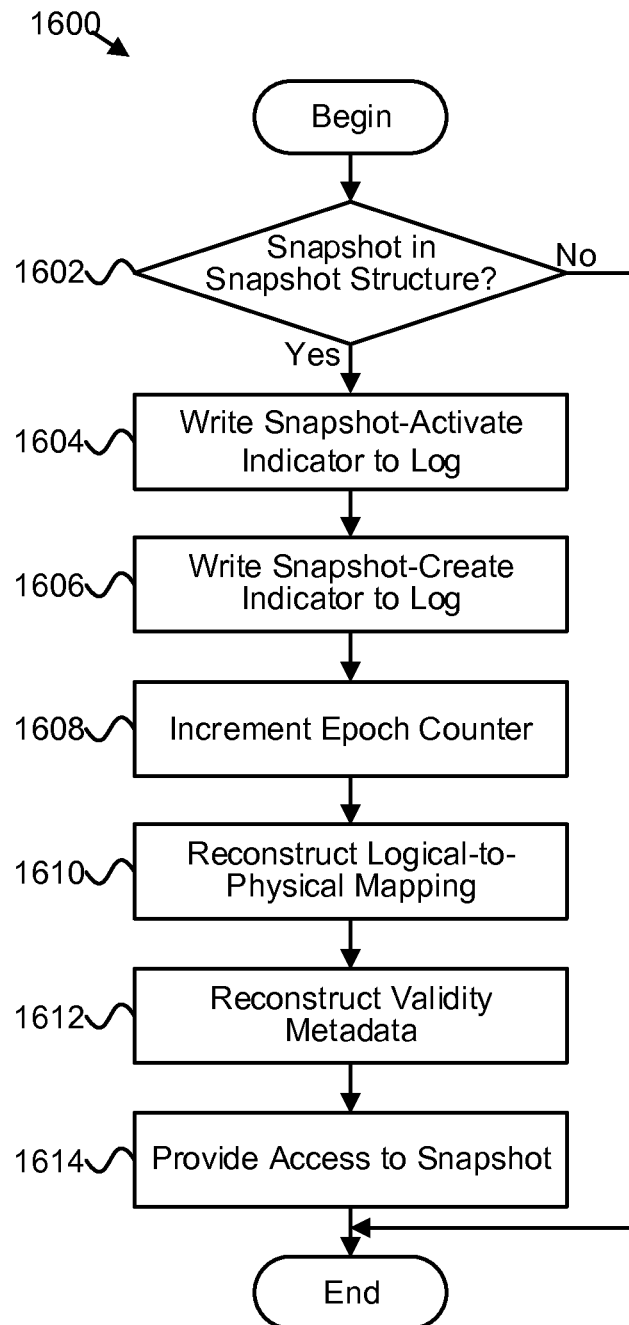 1600
Begin
1602
Snapshot in
Snapshot Structure?
No
Yes
1604
Write Snapshot-Activate
Indicator to Log
1606
Write Snapshot-Create
Indicator to Log
1608
Increment Epoch Counter
1610
Reconstruct Logical-to-
Physical Mapping
1612
Reconstruct Validity
Metadata
1614
Provide Access to Snapshot
End